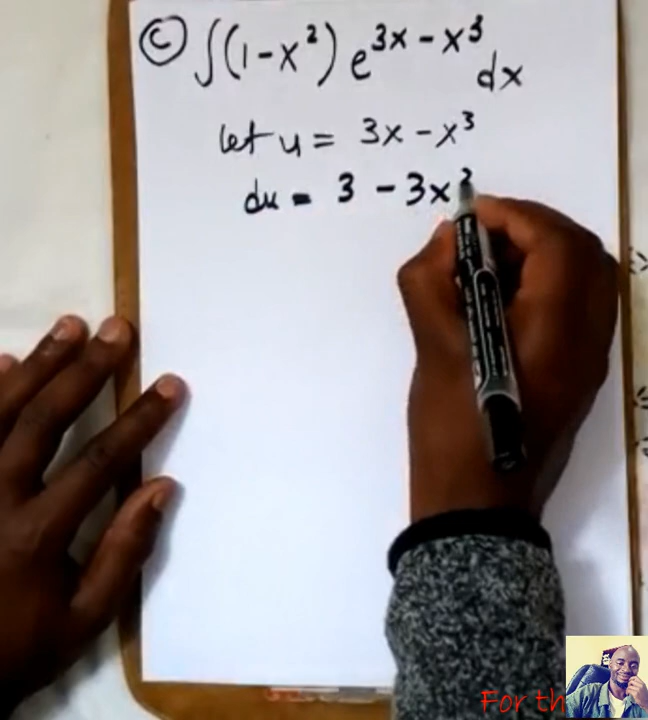 Ⓒ ∫(1-x²) e^{3x-x³} dx
let u = 3x - x³
du = 3 - 3x²
For th